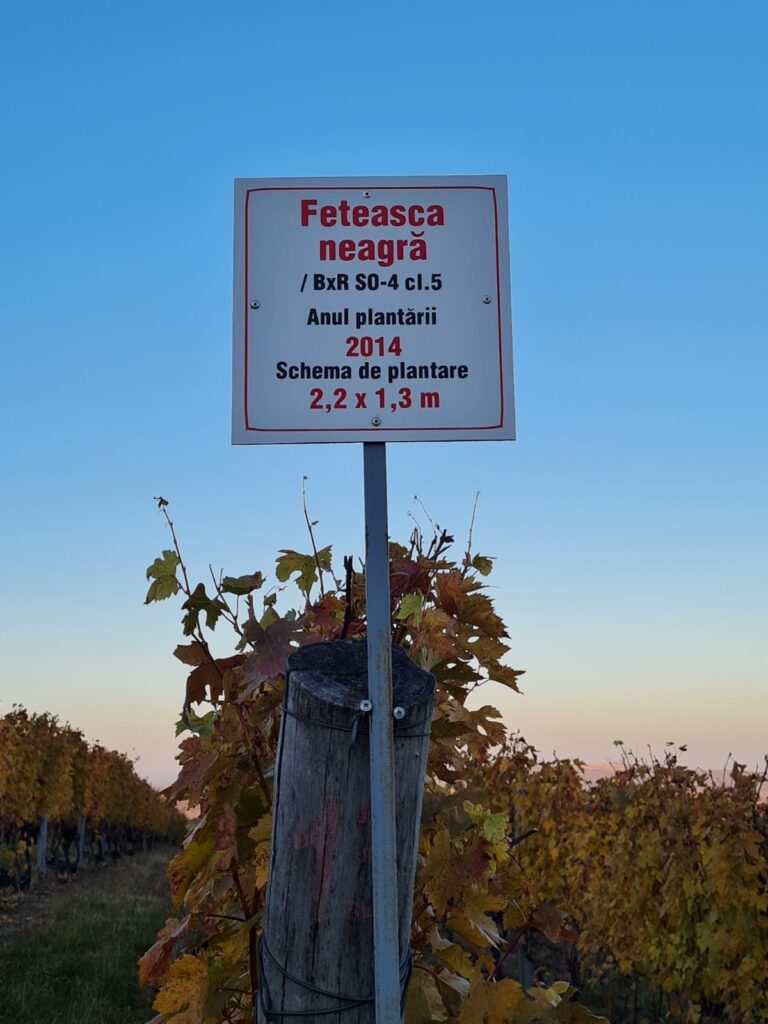 Feteasca
neagră
/ BxR SO-4 cl.5
Anul plantării
2014
Schema de plantare
2,2 x 1,3 m